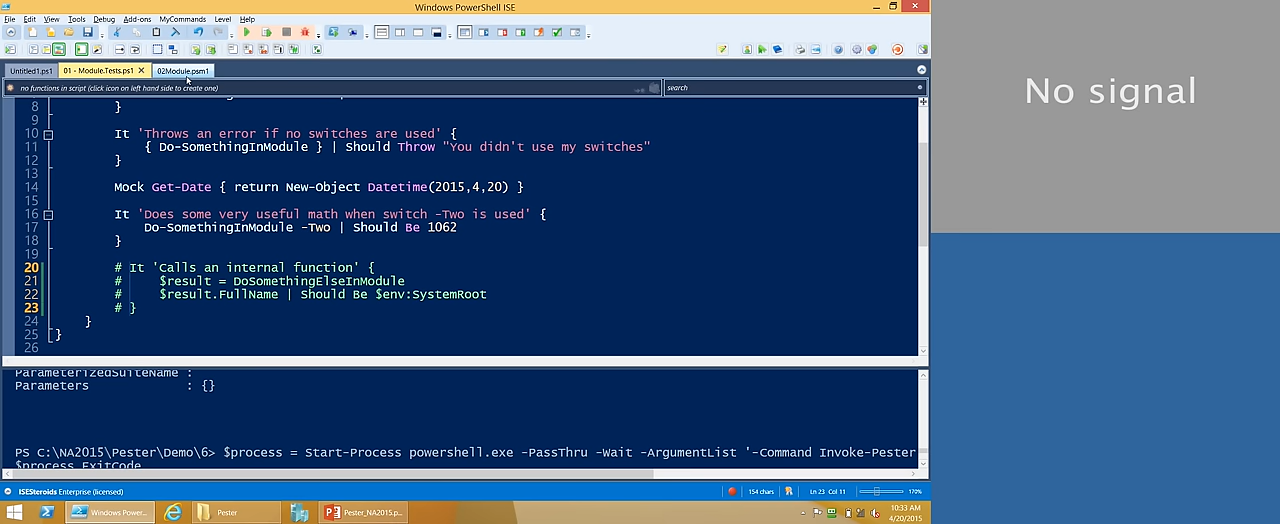 Windows PowerShell ISE
File Edit View Tools Debug Add-ons MyCommands Level Help
Untitled1.ps1 01 - Module.Tests.ps1 02Module.psm1
no functions in script (click icon on left hand side to create one) search
8 }
9
10 It 'Throws an error if no switches are used' {
11 { Do-SomethingInModule } | Should Throw "You didn't use my switches"
12 }
13
14 Mock Get-Date { return New-Object Datetime(2015,4,20) }
15
16 It 'Does some very useful math when switch -Two is used' {
17 Do-SomethingInModule -Two | Should Be 1062
18 }
19
20 # It 'Calls an internal function' {
21 # $result = DoSomethingElseInModule
22 # $result.FullName | Should Be $env:SystemRoot
23 # }
24 }
25 }
26
ParameterizedSuiteName :
Parameters : {}
PS C:\NA2015\Pester\Demo\6> $process = Start-Process powershell.exe -PassThru -Wait -ArgumentList '-Command Invoke-Pester
$process.ExitCode
ISESteroids Enterprise (licensed) 154 chars Ln 23 Col 11 170%
Windows Power... Pester Pester_NA2015.p... 10:33 AM
4/20/2015
No signal